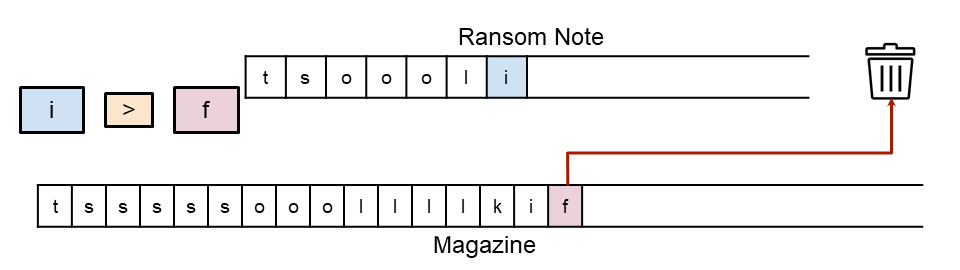 Ransom Note
t s o o o l i
i > f
t s s s s s o o o l l l l k i f
Magazine